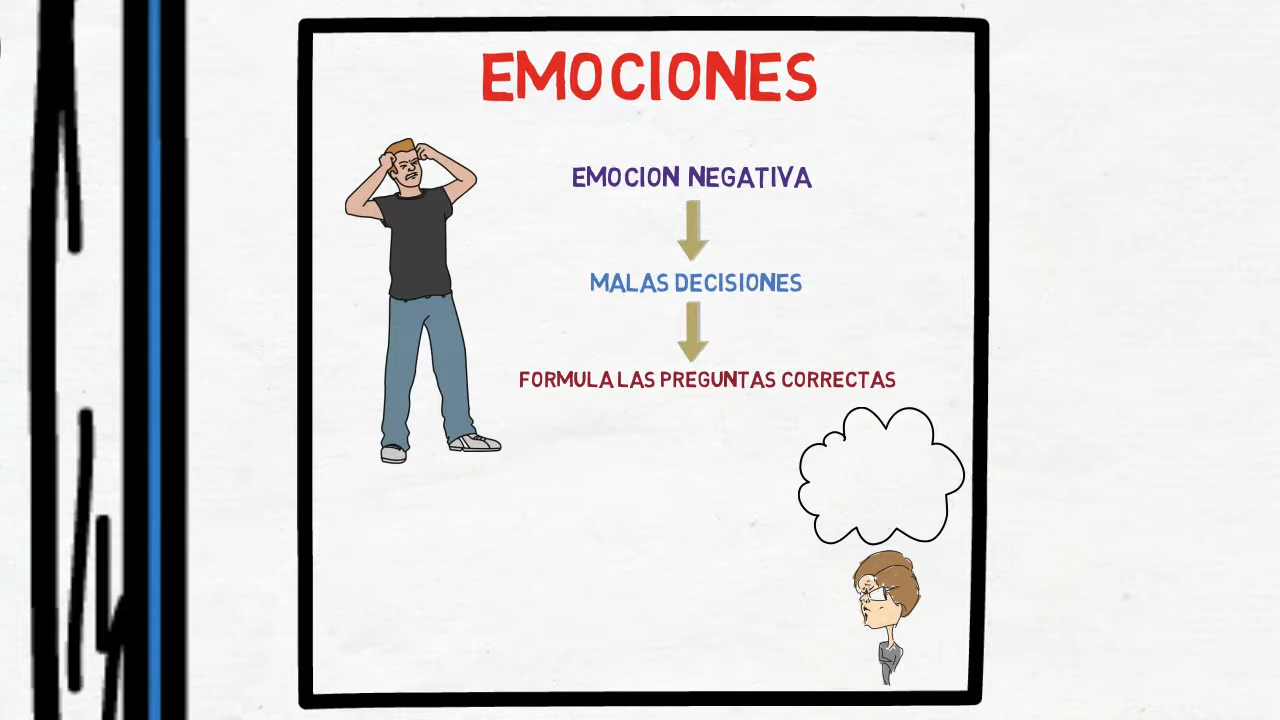 EMOCIONES
EMOCION NEGATIVA
MALAS DECISIONES
FORMULA LAS PREGUNTAS CORRECTAS